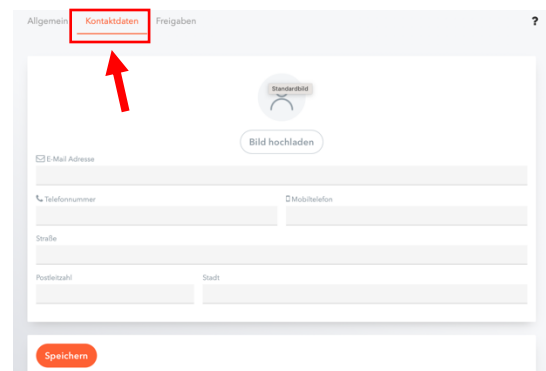 Allgemein Kontaktdaten Freigaben ?
Standardbild
Bild hochladen
E-Mail Adresse
Telefonnummer Mobiltelefon
Straße
Postleitzahl Stadt
Speichern